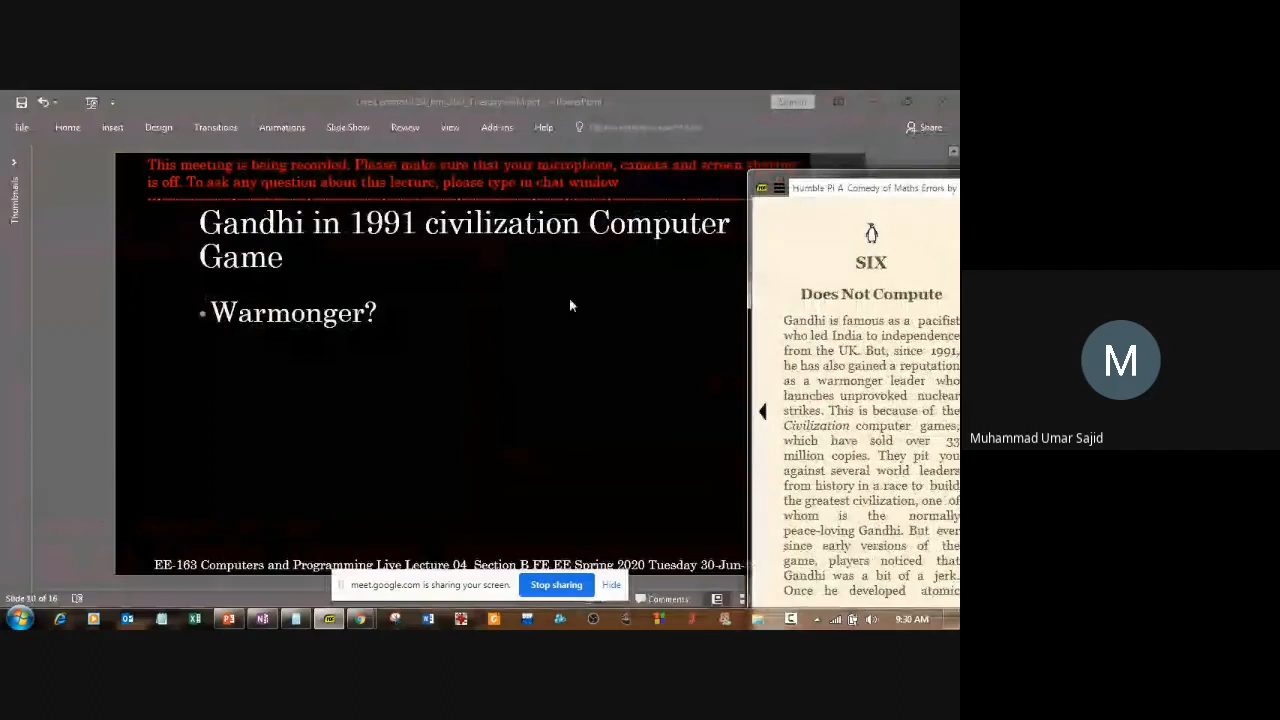 PowerPoint
File Home Insert Design Transitions Animations Slide Show Review View Add-ins Help Share
Thumbnails
This meeting is being recorded. Please make sure that your microphone, camera and screen sharing
is off. To ask any question about this lecture, please type in chat window
Gandhi in 1991 civilization Computer
Game
• Warmonger?
EE-163 Computers and Programming Live Lecture 04 Section B FE EE Spring 2020 Tuesday 30-Jun-
Humble Pi A Comedy of Maths Errors by
SIX
Does Not Compute
Gandhi is famous as a pacifist
who led India to independence
from the UK. But, since 1991,
he has also gained a reputation
as a warmonger leader who
launches unprovoked nuclear
strikes. This is because of the
Civilization computer games,
which have sold over 33
million copies. They pit you
against several world leaders
from history in a race to build
the greatest civilization, one of
whom is the normally
peace-loving Gandhi. But ever
since early versions of the
game, players noticed that
Gandhi was a bit of a jerk.
Once he developed atomic
meet.google.com is sharing your screen. Stop sharing Hide
Slide 10 of 16 Comments
9:30 AM
M
Muhammad Umar Sajid